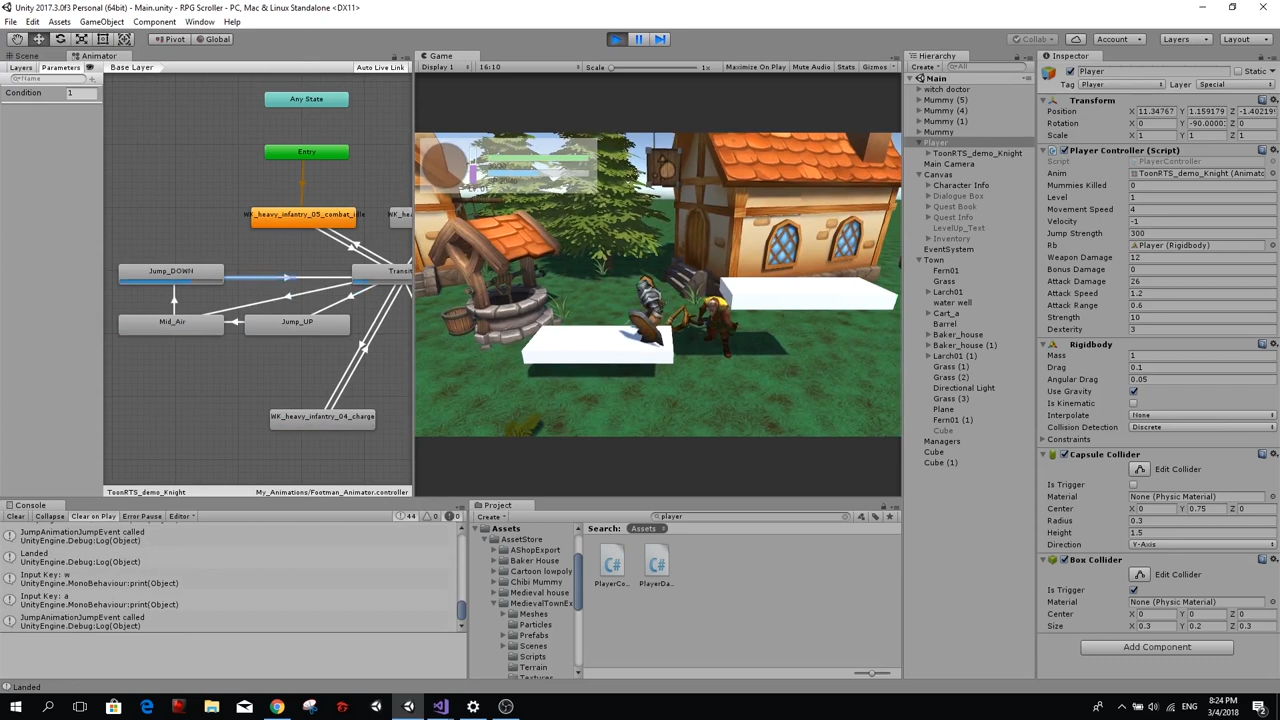 Unity 2017.3.0f3 Personal (64bit) - Main.unity - RPG Scroller - PC, Mac & Linux Standalone <DX11>
File Edit Assets GameObject Component Window Help
Pivot Global Collab Account Layers Layout
Scene Animator
Layers Parameters Base Layer Auto Live Link
Name
Condition 1
Any State
Entry
WK_heavy_infantry_05_combat_idle
WK_hea
Jump_DOWN
Transit
Mid_Air
Jump_UP
WK_heavy_infantry_04_charge
ToonRTS_demo_Knight My_Animations/Footman_Animator.controller
Game
Display 1 16:10 Scale 1x Maximize On Play Mute Audio Stats Gizmos
Hierarchy
Create All
Main
witch doctor
Mummy (5)
Mummy (4)
Mummy (1)
Mummy
Player
ToonRTS_demo_Knight
Main Camera
Canvas
Character Info
Dialogue Box
Quest Book
Quest Info
LevelUp_Text
Inventory
EventSystem
Town
Fern01
Grass
Larch01
water well
Cart_a
Barrel
Baker_house
Baker_house (1)
Larch01 (1)
Grass (1)
Grass (2)
Directional Light
Grass (3)
Plane
Fern01 (1)
Cube
Managers
Cube
Cube (1)
Inspector
Player Static
Tag Player Layer Special
Transform
Position X 11.34767 Y 1.159179 Z -1.402195
Rotation X 0 Y -90.00001 Z 0
Scale X 1 Y 1 Z 1
Player Controller (Script)
Script PlayerController
Anim ToonRTS_demo_Knight (Animato
Mummies Killed 0
Level 1
Movement Speed 4
Velocity -1
Jump Strength 300
Rb Player (Rigidbody)
Weapon Damage 12
Bonus Damage 0
Attack Damage 26
Attack Speed 1.2
Attack Range 0.6
Strength 10
Dexterity 3
Rigidbody
Mass 1
Drag 0.1
Angular Drag 0.05
Use Gravity
Is Kinematic
Interpolate None
Collision Detection Discrete
Constraints
Capsule Collider
Edit Collider
Is Trigger
Material None (Physic Material)
Center X 0 Y 0.75 Z 0
Radius 0.3
Height 1.5
Direction Y-Axis
Box Collider
Edit Collider
Is Trigger
Material None (Physic Material)
Center X 0 Y 0 Z 0
Size X 0.3 Y 0.2 Z 0.3
Add Component
Console
Clear Collapse Clear on Play Error Pause Editor 44 0 0
JumpAnimationJumpEvent called
UnityEngine.Debug:Log(Object)
Landed
UnityEngine.Debug:Log(Object)
Input Key: w
UnityEngine.MonoBehaviour:print(Object)
Input Key: a
UnityEngine.MonoBehaviour:print(Object)
JumpAnimationJumpEvent called
UnityEngine.Debug:Log(Object)
Project
Create player
Assets
AssetStore
AShopExport
Baker House
Cartoon lowpoly
Chibi Mummy
Medieval house
MedievalTownEx
Meshes
Particles
Prefabs
Scenes
Scripts
Terrain
Textures
Search: Assets
PlayerCo... PlayerDa...
Landed
ENG
8:24 PM
3/4/2018
2